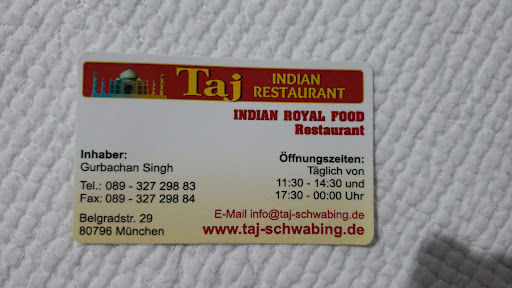 Taj INDIAN
RESTAURANT
INDIAN ROYAL FOOD
Restaurant
Inhaber:
Gurbachan Singh
Tel.: 089 - 327 298 83
Fax: 089 - 327 298 84
Belgradstr. 29
80796 München
Öffnungszeiten:
Täglich von
11:30 - 14:30 und
17:30 - 00:00 Uhr
E-Mail info@taj-schwabing.de
www.taj-schwabing.de